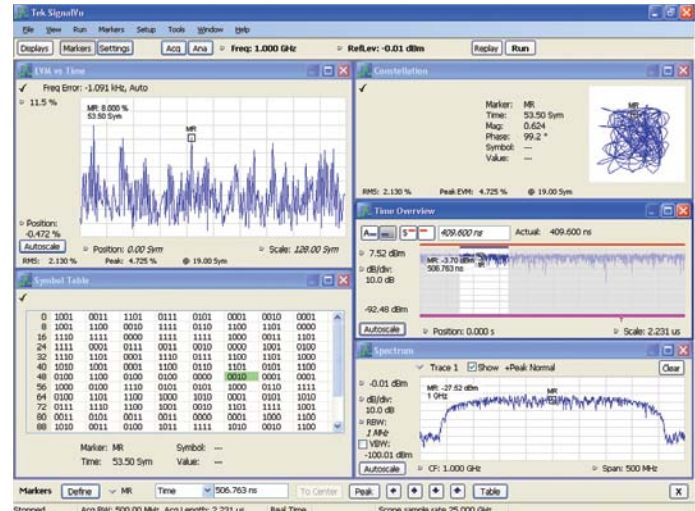 Tek SignalVu
File View Run Markers Setup Tools Window Help
Displays Markers Settings Acq Ana Freq: 1.000 GHz RefLev: -0.01 dBm Replay Run
EVM vs Time
Freq Error: -1.091 kHz, Auto
11.5 %
MR: 8.000 %
53.50 Sym
MR
Position:
-0.472 %
Autoscale Position: 0.00 Sym Scale: 128.00 Sym
RMS: 2.130 % Peak: 4.725 % @ 19.00 Sym
Constellation
Marker: MR
Time: 53.50 Sym
Mag: 0.624
Phase: 99.2 °
Symbol: ---
Value: ---
MR
RMS: 2.130 % Peak EVM: 4.725 % @ 19.00 Sym
Time Overview
409.600 ns Actual: 409.600 ns
7.52 dBm
dB/div:
10.0 dB
MR: -3.70 dBm
506.763 ns
-92.48 dBm
Autoscale Position: 0.000 s Scale: 2.231 us
Symbol Table
0 1001 0011 1101 0111 0101 0001 0010 0001
8 1001 1100 0010 1111 0110 1100 1101 0000
16 1110 1111 0000 1111 1111 1000 0011 1101
24 1111 0001 0111 0011 0010 0000 1001 0100
32 1110 1101 0001 1110 0111 1100 1101 1000
40 1010 1001 0001 1100 0110 1101 0101 1100
48 0100 1100 0100 0100 0000 0010 0001 0001
56 1000 0100 1110 0101 0101 1000 0110 1111
64 0100 1101 1100 1000 1010 0001 0101 1010
72 0111 1110 1100 1001 0010 1101 1111 1001
80 0011 0101 0011 0011 0000 0001 1000 1100
88 1010 0011 0100 1011 1111 1010 0010 1100
Marker: MR Symbol: ---
Time: 53.50 Sym Value: ---
Spectrum
Trace 1 Show +Peak Normal Clear
-0.01 dBm
dB/div:
10.0 dB
RBW:
1 MHz
VBW:
-100.01 dBm
MR: -27.52 dBm
1 GHz
MR
Autoscale CF: 1.000 GHz Span: 500 MHz
Markers Define MR Time 506.763 ns To Center Peak Table X
Stopped Acq BW: 500.00 MHz, Acq Length: 2.231 us Real Time Scope sample rate 25.000 GHz